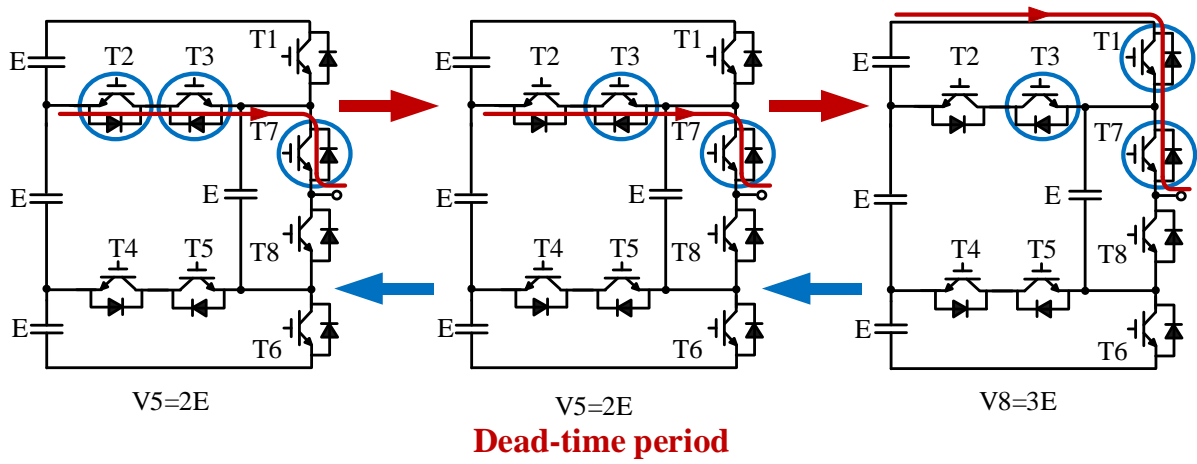 T1
E
T2
T3
T7
E
E
T8
T4
T5
E
T6
V5=2E
T1
E
T2
T3
T7
E
E
T8
T4
T5
E
T6
V5=2E
Dead-time period
T1
E
T2
T3
T7
E
E
T8
T4
T5
E
T6
V8=3E